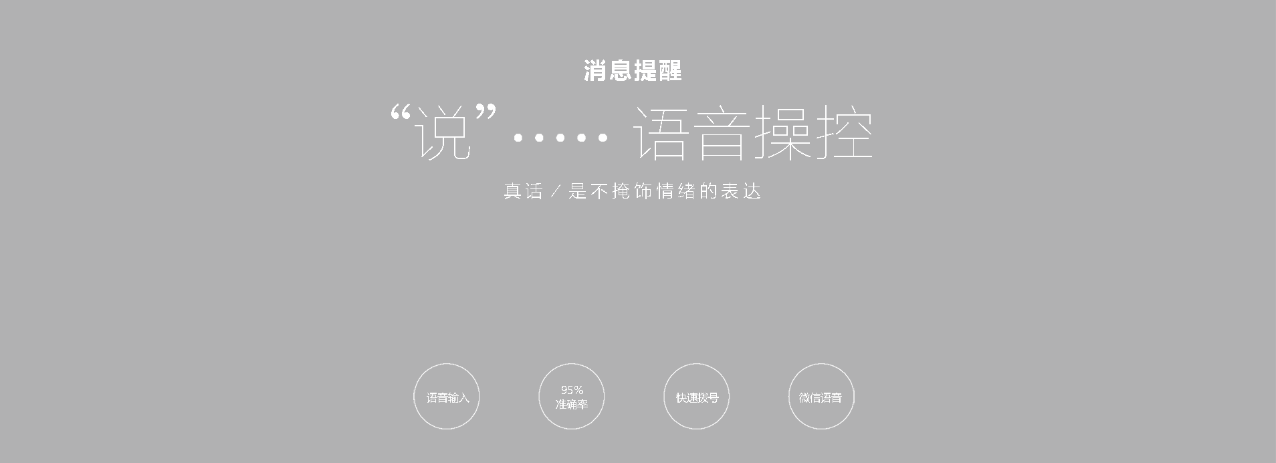 消息提醒
“说”·····语音操控
真话/是不掩饰情绪的表达
语音输入
95%
准确率
快速拨号
微信语音